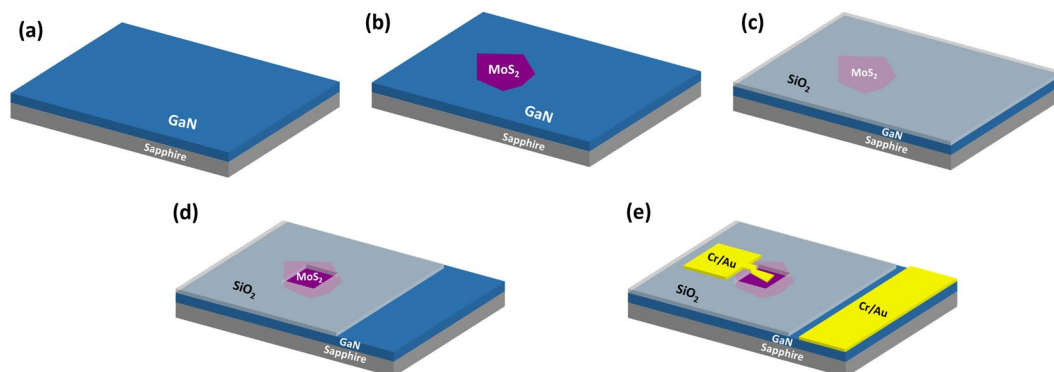 (a)
GaN
Sapphire
(b)
MoS₂
GaN
Sapphire
(c)
MoS₂
SiO₂
GaN
Sapphire
(d)
MoS₂
SiO₂
GaN
Sapphire
(e)
Cr/Au
SiO₂
Cr/Au
GaN
Sapphire